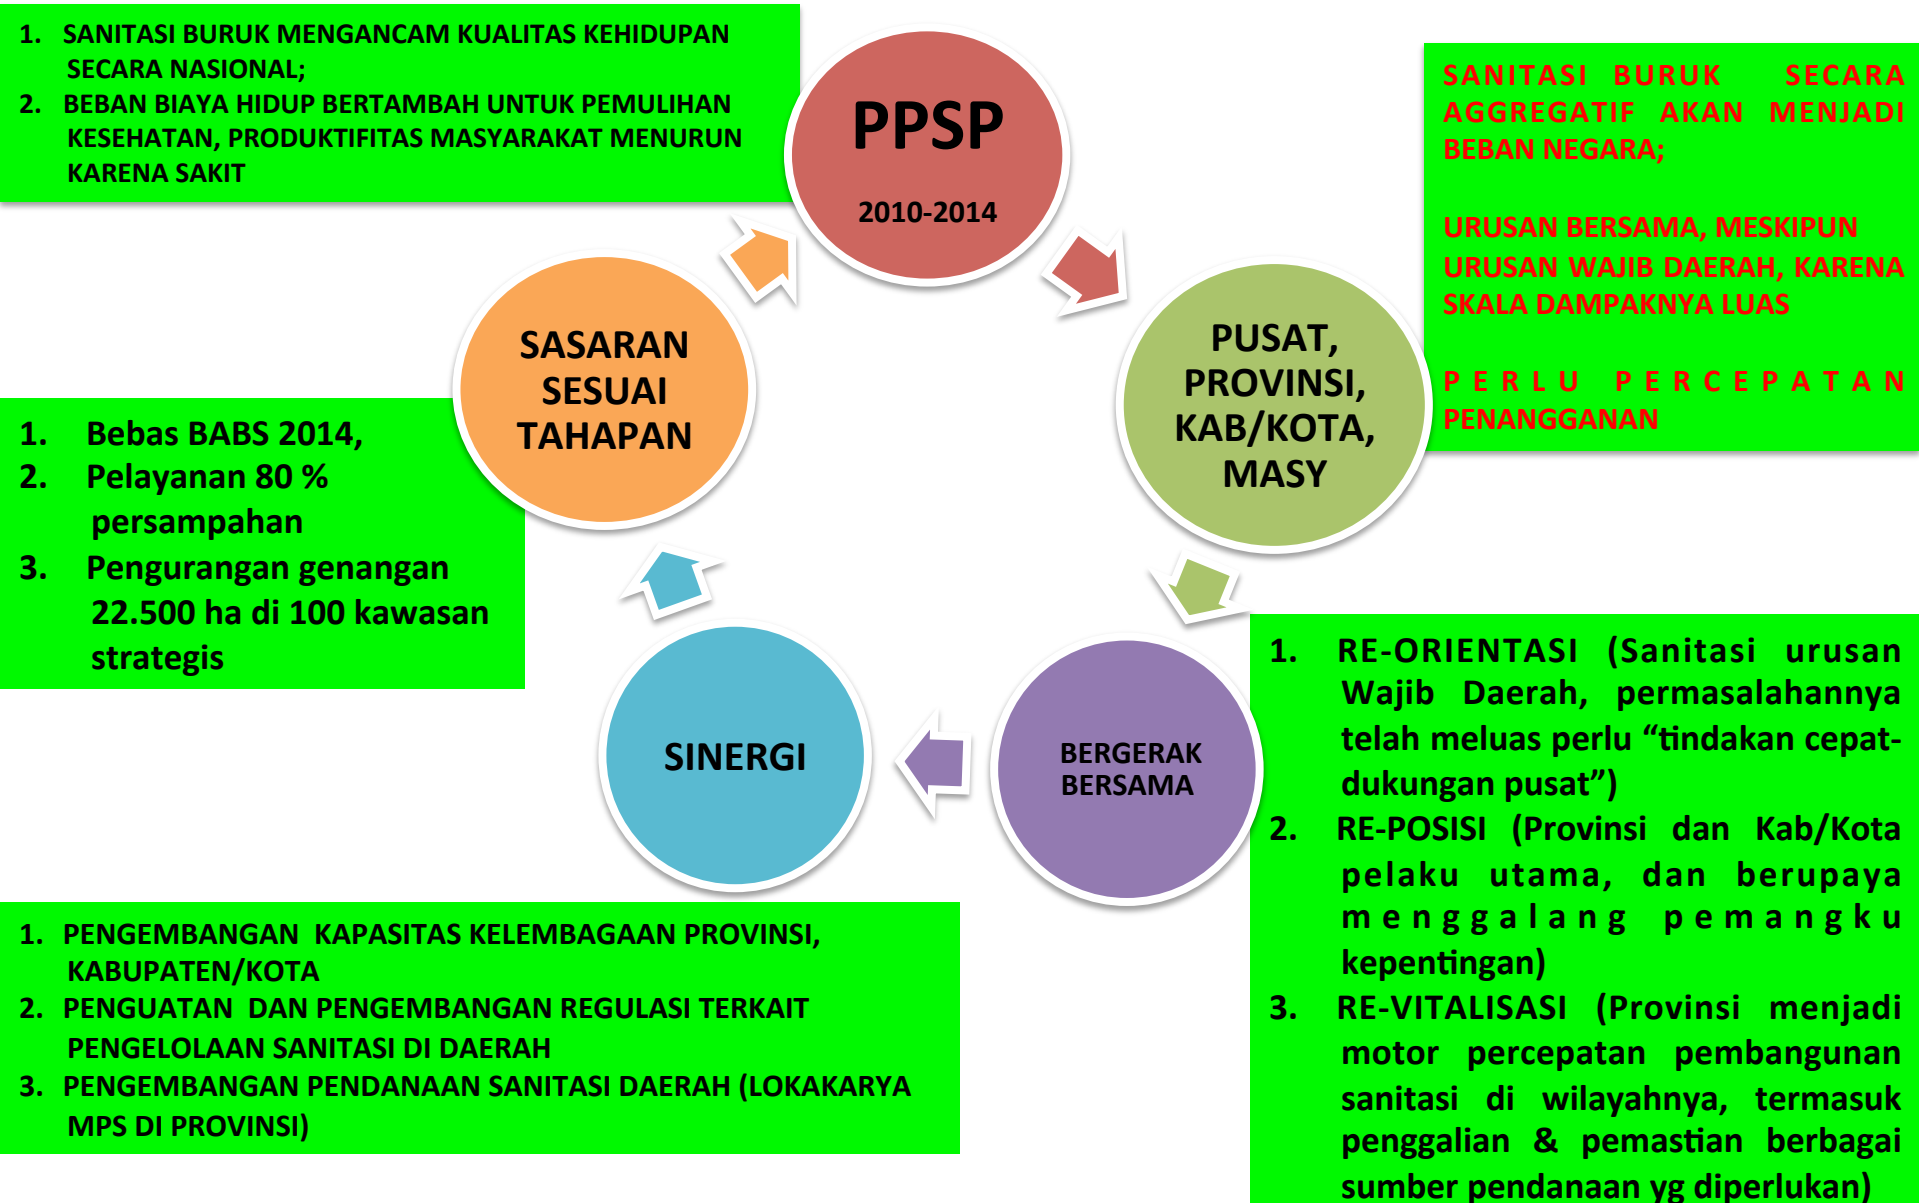 1. SANITASI BURUK MENGANCAM KUALITAS KEHIDUPAN
SECARA NASIONAL;
2. BEBAN BIAYA HIDUP BERTAMBAH UNTUK PEMULIHAN
KESEHATAN, PRODUKTIFITAS MASYARAKAT MENURUN
KARENA SAKIT
PPSP
2010-2014
SANITASI BURUK SECARA
AGGREGATIF AKAN MENJADI
BEBAN NEGARA;
URUSAN BERSAMA, MESKIPUN
URUSAN WAJIB DAERAH, KARENA
SKALA DAMPAKNYA LUAS
PERLU PERCEPATAN
PENANGGANAN
PUSAT,
PROVINSI,
KAB/KOTA,
MASY
SASARAN
SESUAI
TAHAPAN
1. Bebas BABS 2014,
2. Pelayanan 80 %
persampahan
3. Pengurangan genangan
22.500 ha di 100 kawasan
strategis
SINERGI
BERGERAK
BERSAMA
1. RE-ORIENTASI (Sanitasi urusan
Wajib Daerah, permasalahannya
telah meluas perlu “tindakan cepat-
dukungan pusat”)
2. RE-POSISI (Provinsi dan Kab/Kota
pelaku utama, dan berupaya
menggalang pemangku
kepentingan)
3. RE-VITALISASI (Provinsi menjadi
motor percepatan pembangunan
sanitasi di wilayahnya, termasuk
penggalian & pemastian berbagai
sumber pendanaan yg diperlukan)
1. PENGEMBANGAN KAPASITAS KELEMBAGAAN PROVINSI,
KABUPATEN/KOTA
2. PENGUATAN DAN PENGEMBANGAN REGULASI TERKAIT
PENGELOLAAN SANITASI DI DAERAH
3. PENGEMBANGAN PENDANAAN SANITASI DAERAH (LOKAKARYA
MPS DI PROVINSI)